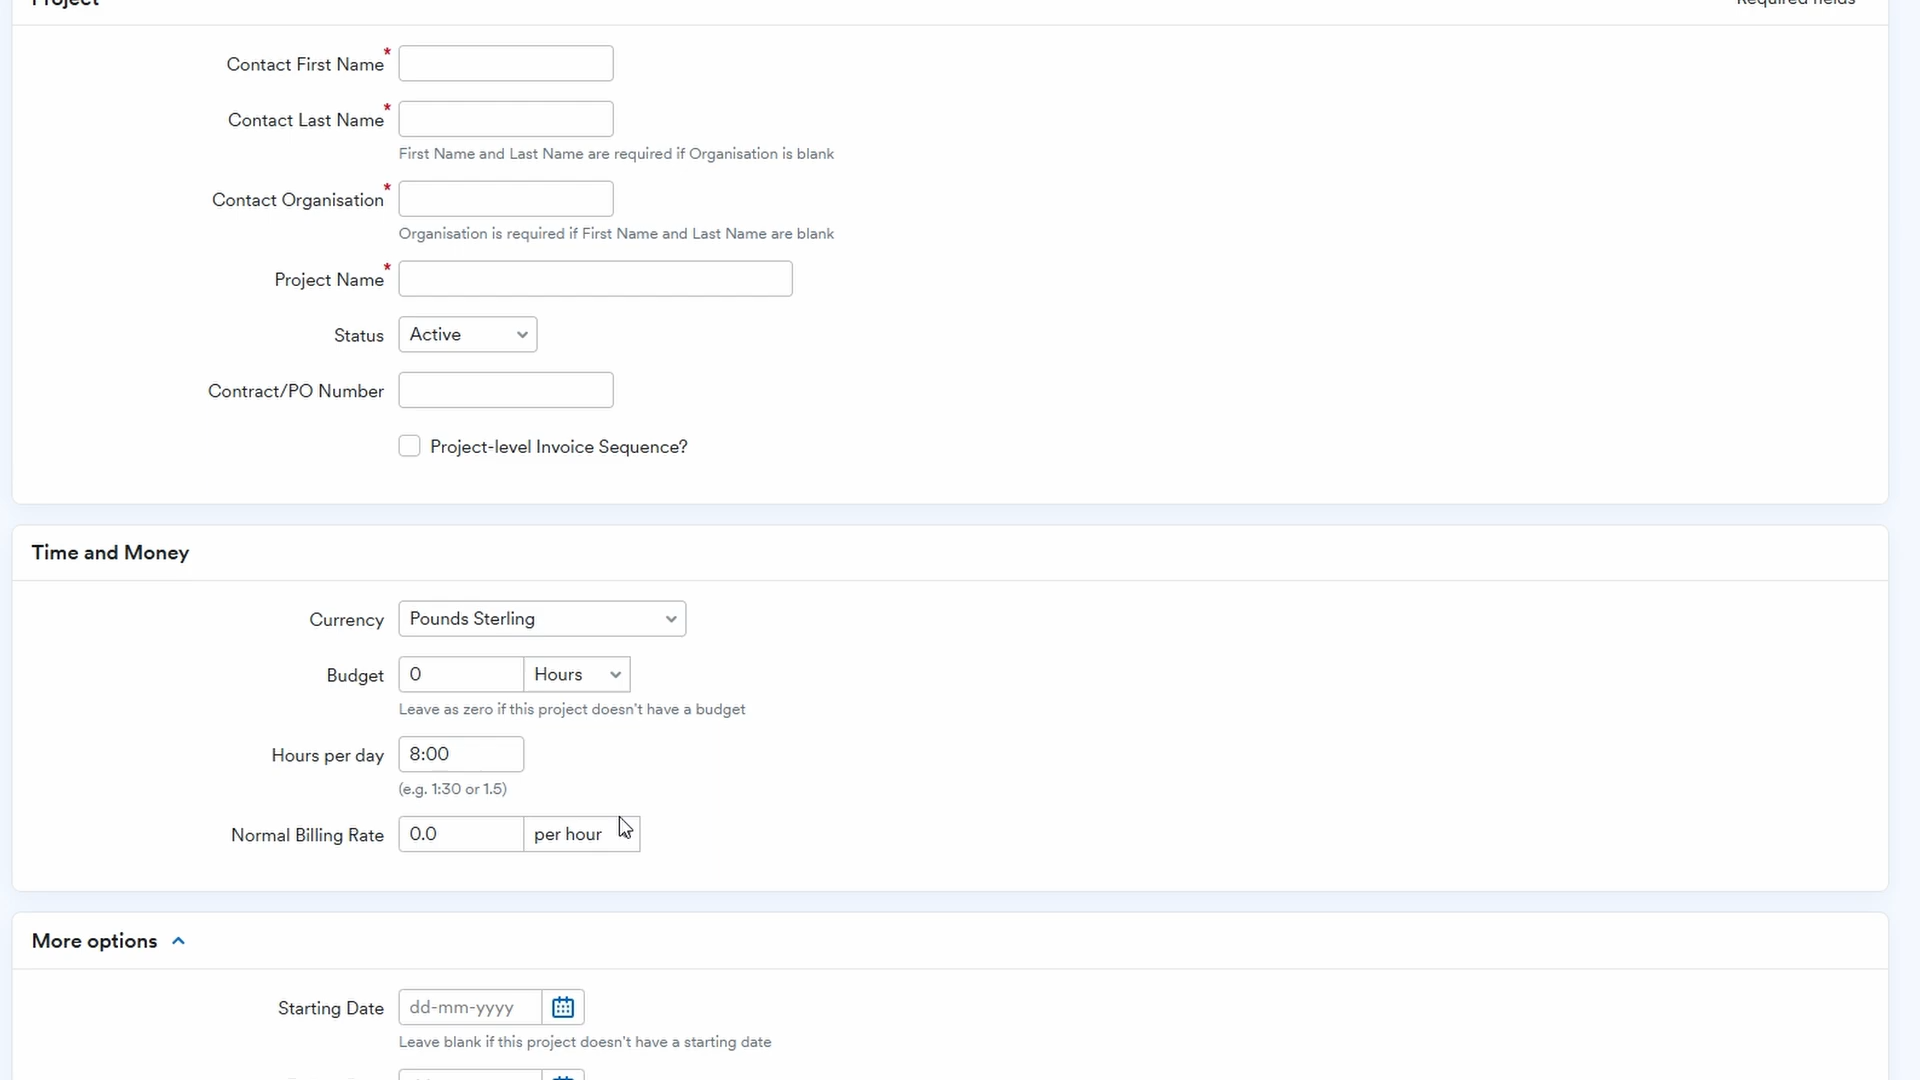 Project
Required fields
Contact First Name*
Contact Last Name*
First Name and Last Name are required if Organisation is blank
Contact Organisation*
Organisation is required if First Name and Last Name are blank
Project Name*
Status Active
Contract/PO Number
Project-level Invoice Sequence?
Time and Money
Currency Pounds Sterling
Budget 0 Hours
Leave as zero if this project doesn't have a budget
Hours per day 8:00
(e.g. 1:30 or 1.5)
Normal Billing Rate 0.0 per hour
More options
Starting Date dd-mm-yyyy
Leave blank if this project doesn't have a starting date